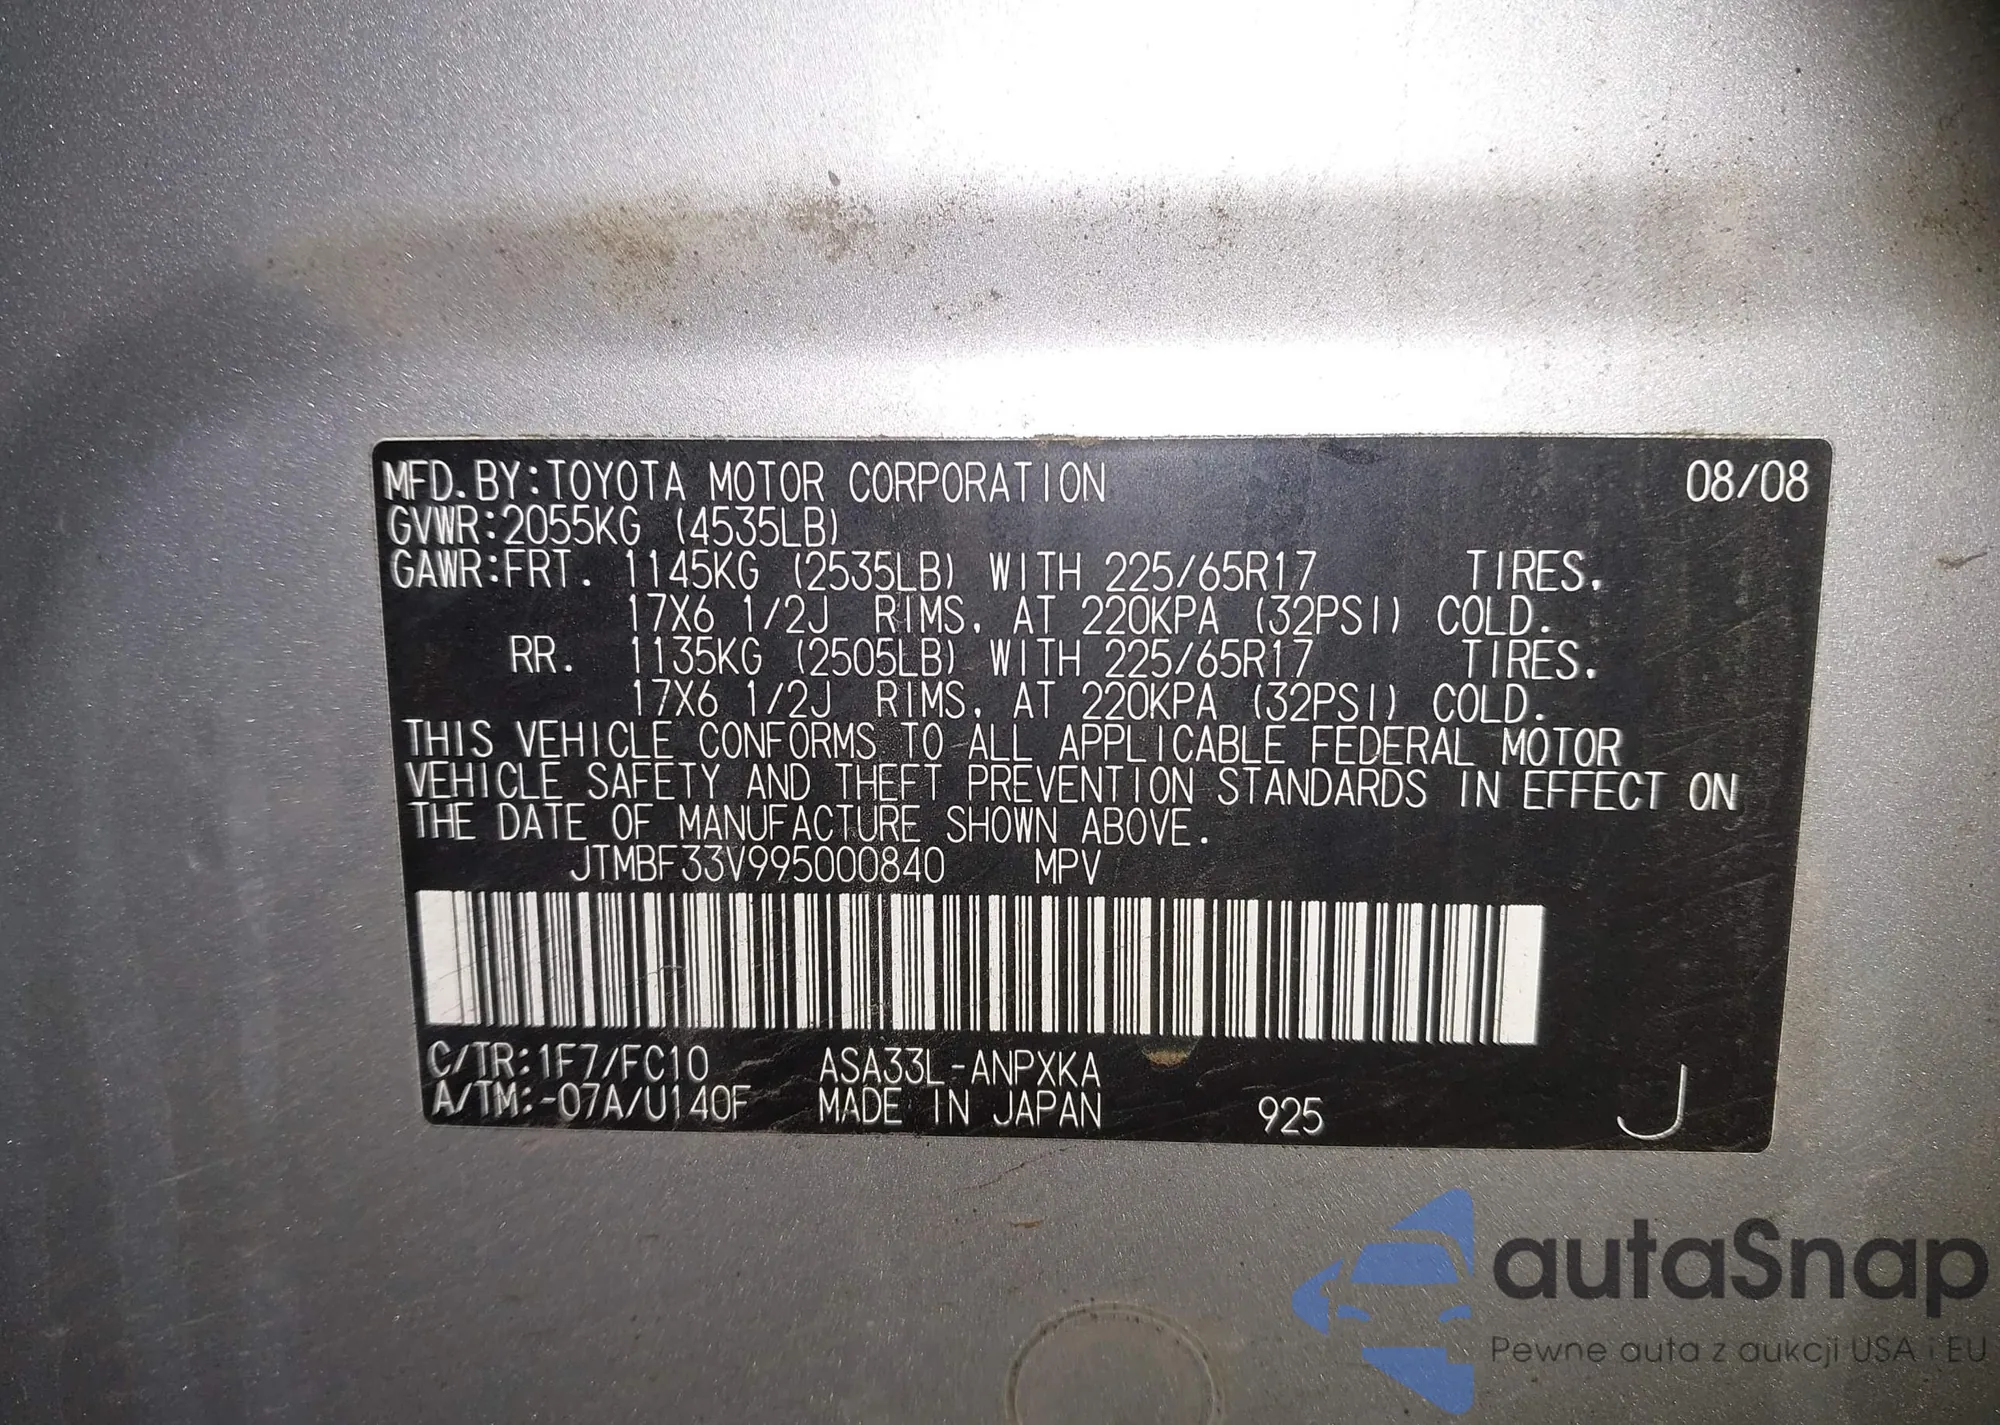 MFD.BY:TOYOTA MOTOR CORPORATION 08/08
GVWR:2055KG (4535LB)
GAWR:FRT. 1145KG (2535LB) WITH 225/65R17 TIRES.
17X6 1/2J RIMS, AT 220KPA (32PSI) COLD.
RR. 1135KG (2505LB) WITH 225/65R17 TIRES.
17X6 1/2J RIMS, AT 220KPA (32PSI) COLD.
THIS VEHICLE CONFORMS TO ALL APPLICABLE FEDERAL MOTOR
VEHICLE SAFETY AND THEFT PREVENTION STANDARDS IN EFFECT ON
THE DATE OF MANUFACTURE SHOWN ABOVE.
JTMBF33V995000840 MPV
C/TR:1F7/FC10 ASA33L-ANPXKA
A/TM:-07A/U140F MADE IN JAPAN 925 J
autaSnap
Pewne auta z aukcji USA i EU